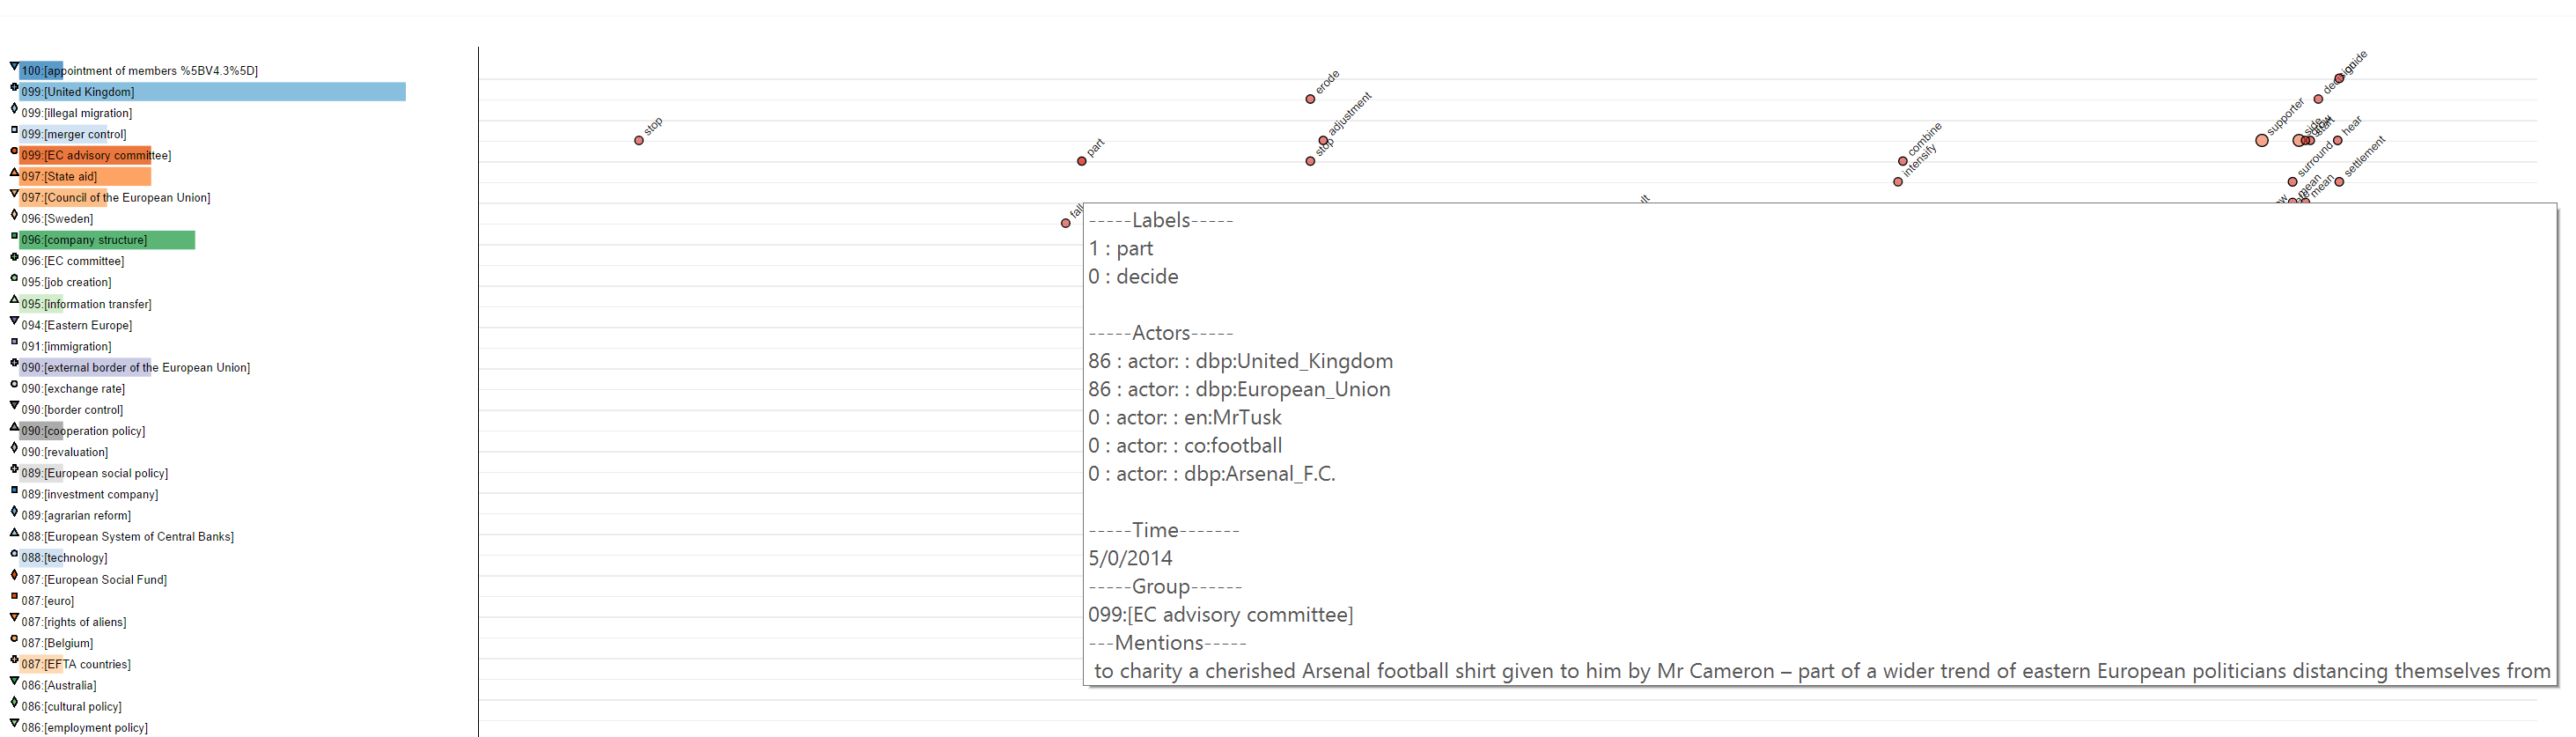 100:[appointment of members %5BV4.3%5D]
099:[United Kingdom]
099:[illegal migration]
099:[merger control]
099:[EC advisory committee]
097:[State aid]
097:[Council of the European Union]
096:[Sweden]
096:[company structure]
096:[EC committee]
095:[job creation]
095:[information transfer]
094:[Eastern Europe]
091:[immigration]
090:[external border of the European Union]
090:[exchange rate]
090:[border control]
090:[cooperation policy]
090:[revaluation]
089:[European social policy]
089:[investment company]
089:[agrarian reform]
088:[European System of Central Banks]
088:[technology]
087:[European Social Fund]
087:[euro]
087:[rights of aliens]
087:[Belgium]
087:[EFTA countries]
086:[Australia]
086:[cultural policy]
086:[employment policy]
stop
fall
part
erode
adjustment
stop
combine
intensify
supporter
side
start
hear
surround
settlement
mean
mean
-----Labels-----
1 : part
0 : decide
-----Actors-----
86 : actor: : dbp:United_Kingdom
86 : actor: : dbp:European_Union
0 : actor: : en:MrTusk
0 : actor: : co:football
0 : actor: : dbp:Arsenal_F.C.
-----Time-------
5/0/2014
-----Group------
099:[EC advisory committee]
---Mentions-----
to charity a cherished Arsenal football shirt given to him by Mr Cameron – part of a wider trend of eastern European politicians distancing themselves from